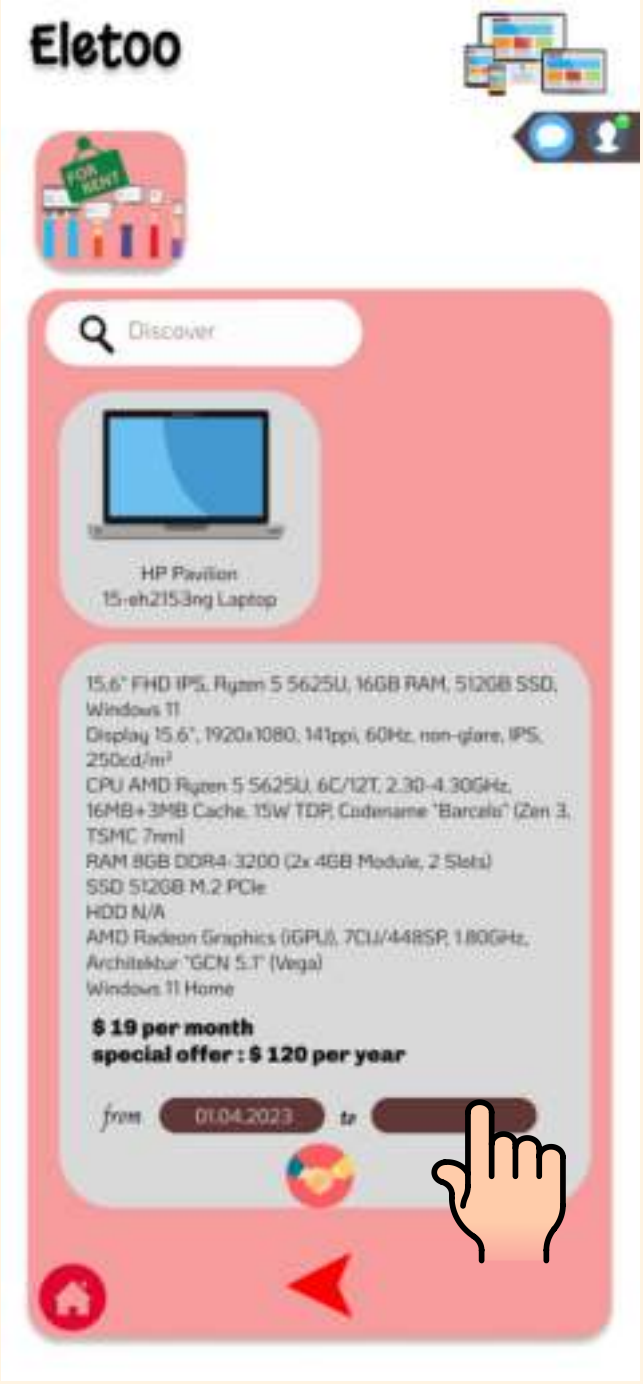 Eletoo
FOR
RENT
Discover
HP Pavilion
15-eh2153ng Laptop
15,6" FHD IPS, Ryzen 5 5625U, 16GB RAM, 512GB SSD,
Windows 11
Display 15.6", 1920x1080, 141ppi, 60Hz, non-glare, IPS,
250cd/m²
CPU AMD Ryzen 5 5625U, 6C/12T, 2.30-4.30GHz,
16MB+3MB Cache, 15W TDP, Codename "Barcelo" (Zen 3,
TSMC 7nm)
RAM 8GB DDR4-3200 (2x 4GB Module, 2 Slots)
SSD 512GB M.2 PCIe
HDD N/A
AMD Radeon Graphics (iGPU), 7CU/448SP, 1.80GHz,
Architektur "GCN 5.1" (Vega)
Windows 11 Home
$ 19 per month
special offer : $ 120 per year
from 01.04.2023 to